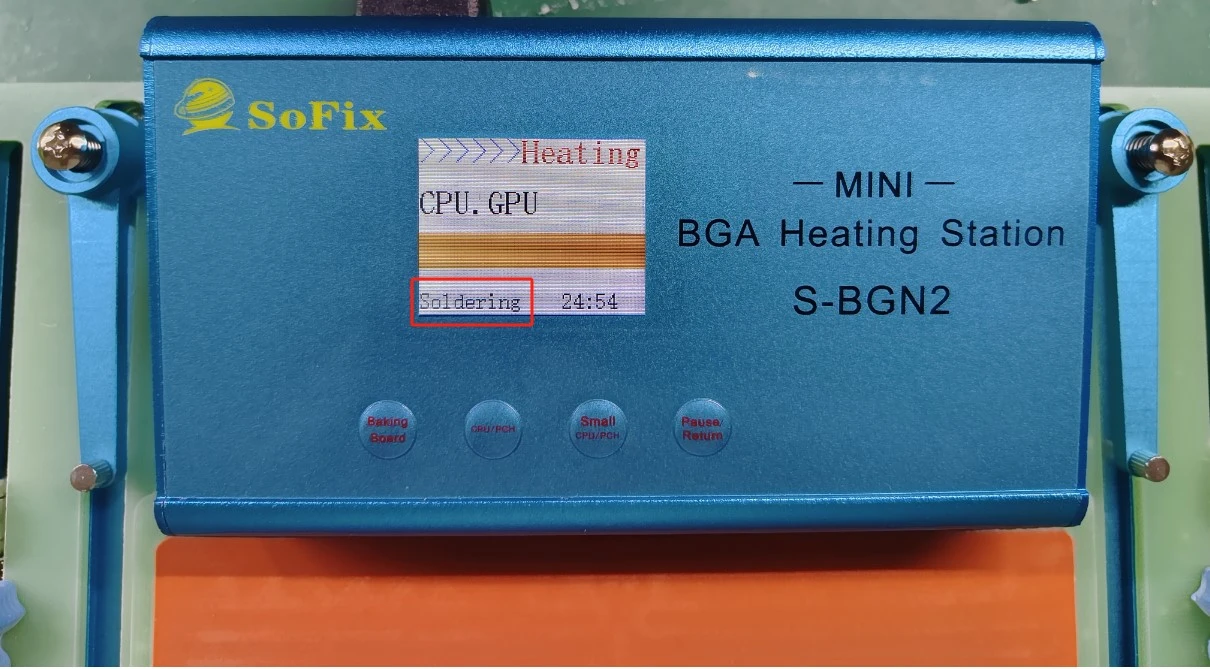 SoFix
>>>>>>Heating
CPU.GPU
Soldering 24:54
— MINI —
BGA Heating Station
S-BGN2
Baking
Board
CPU/PCH
Small
CPU/PCH
Pause/
Return